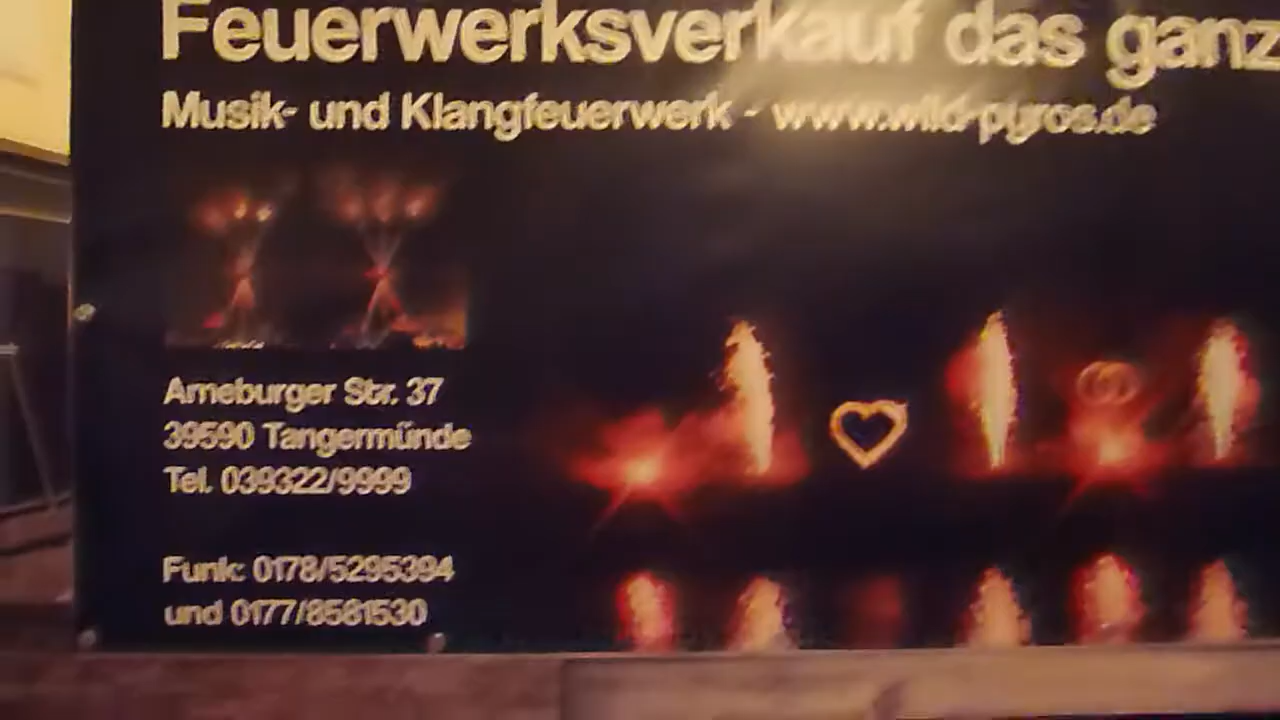 Feuerwerksverkauf das ganz
Musik- und Klangfeuerwerk - www.wild-pyros.de
Arneburger Str. 37
39590 Tangermünde
Tel. 039322/9999
Funk: 0178/5295394
und 0177/8581530